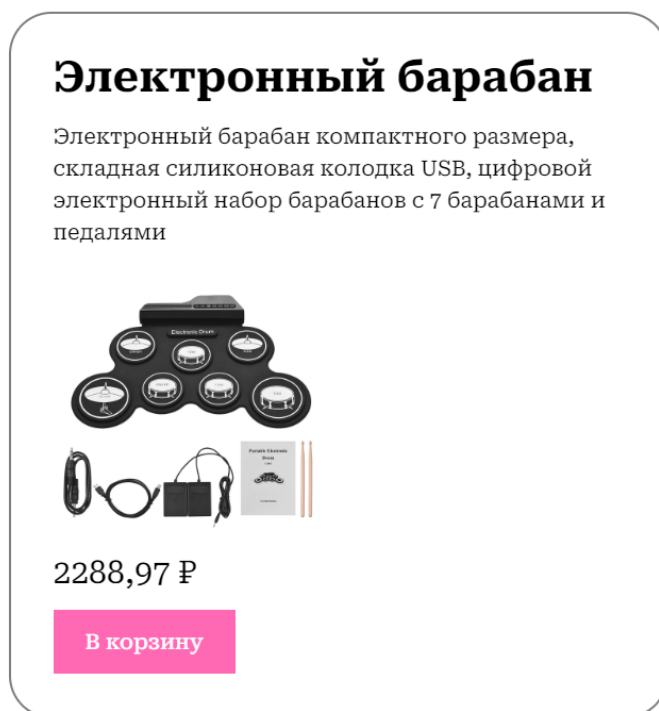 Электронный барабан
Электронный барабан компактного размера,
складная силиконовая колодка USB, цифровой
электронный набор барабанов с 7 барабанами и
педалями
Electronic Drum
Portable Electronic
Drum
2288,97 ₽
В корзину